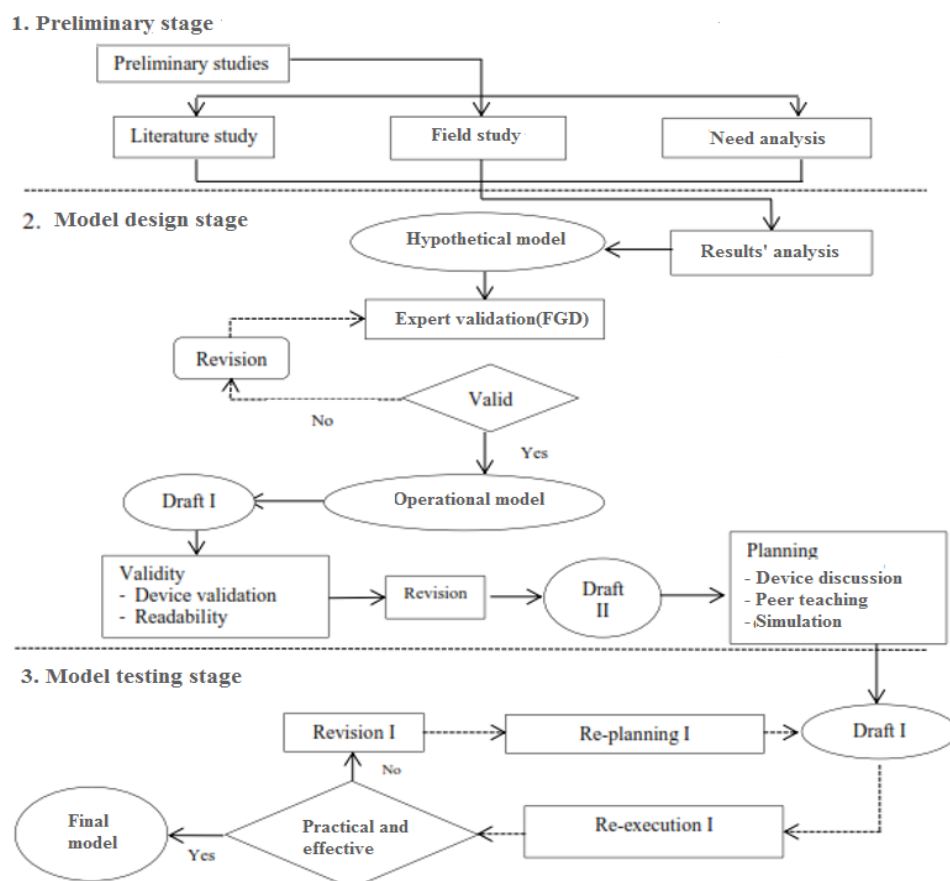 1. Preliminary stage
Preliminary studies
Literature study
Field study
Need analysis
2. Model design stage
Hypothetical model
Results' analysis
Expert validation(FGD)
Revision
Valid
No
Yes
Draft I
Operational model
Validity
- Device validation
- Readability
Revision
Draft
II
Planning
- Device discussion
- Peer teaching
- Simulation
3. Model testing stage
Revision I
Re-planning I
Draft I
No
Final
model
Yes
Practical and
effective
Re-execution I